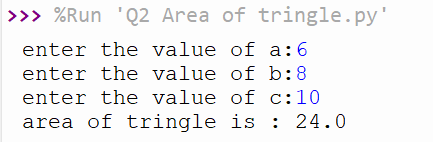 >>> %Run 'Q2 Area of tringle.py'
enter the value of a:6
enter the value of b:8
enter the value of c:10
area of tringle is : 24.0